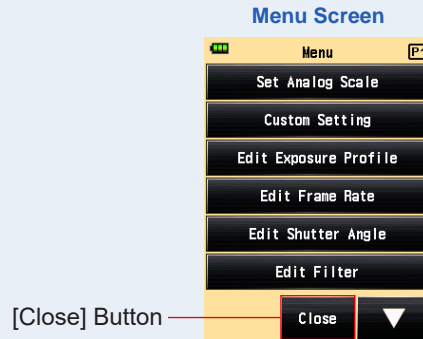 Menu Screen
Menu
Set Analog Scale
Custom Setting
Edit Exposure Profile
Edit Frame Rate
Edit Shutter Angle
Edit Filter
[Close] Button
Close